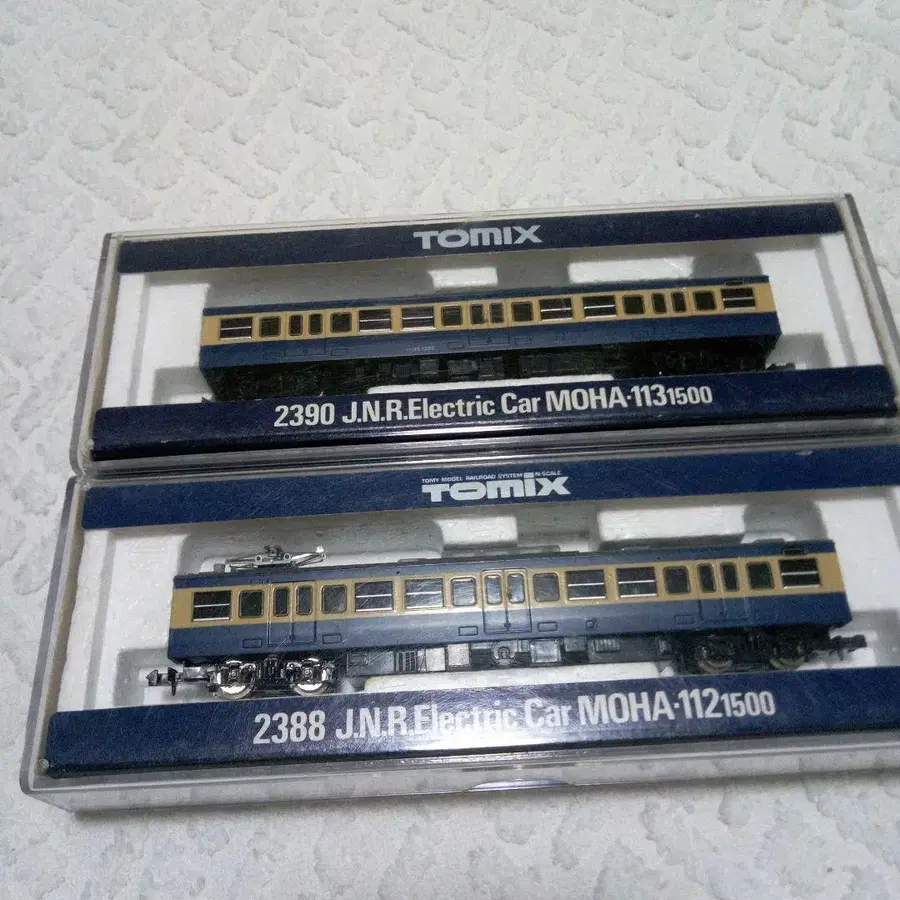 TOMIX
2390 J.N.R.Electric Car MOHA·113 1500
TOMY MODEL RAILROAD SYSTEM N-SCALE
TOMIX
2388 J.N.R.Electric Car MOHA·112 1500